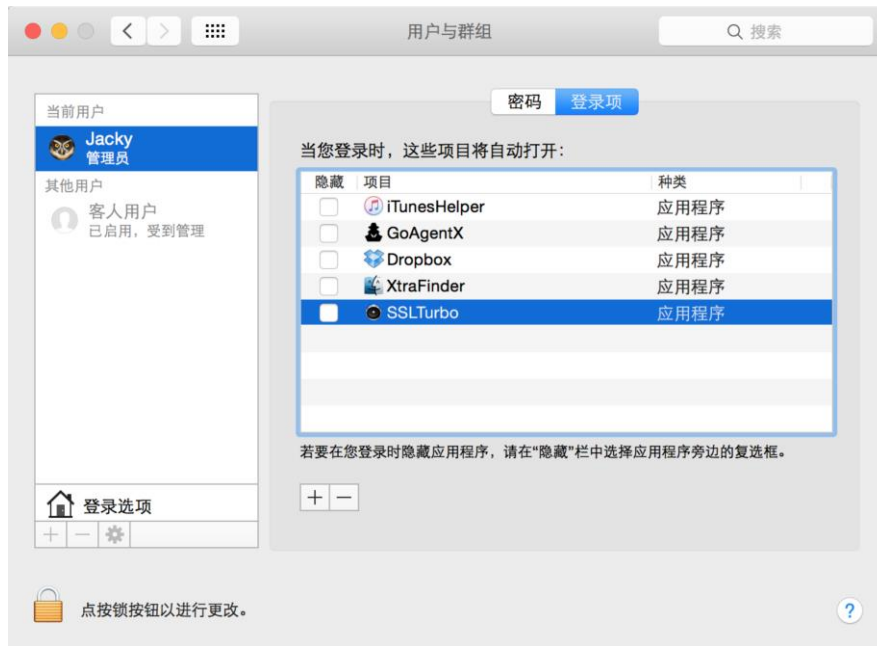 用户与群组
搜索
密码
登录项
当前用户
Jacky
管理员
其他用户
客人用户
已启用，受到管理
登录选项
当您登录时，这些项目将自动打开：
隐藏 项目 种类
iTunesHelper 应用程序
GoAgentX 应用程序
Dropbox 应用程序
XtraFinder 应用程序
SSLTurbo 应用程序
若要在您登录时隐藏应用程序，请在“隐藏”栏中选择应用程序旁边的复选框。
点按锁按钮以进行更改。